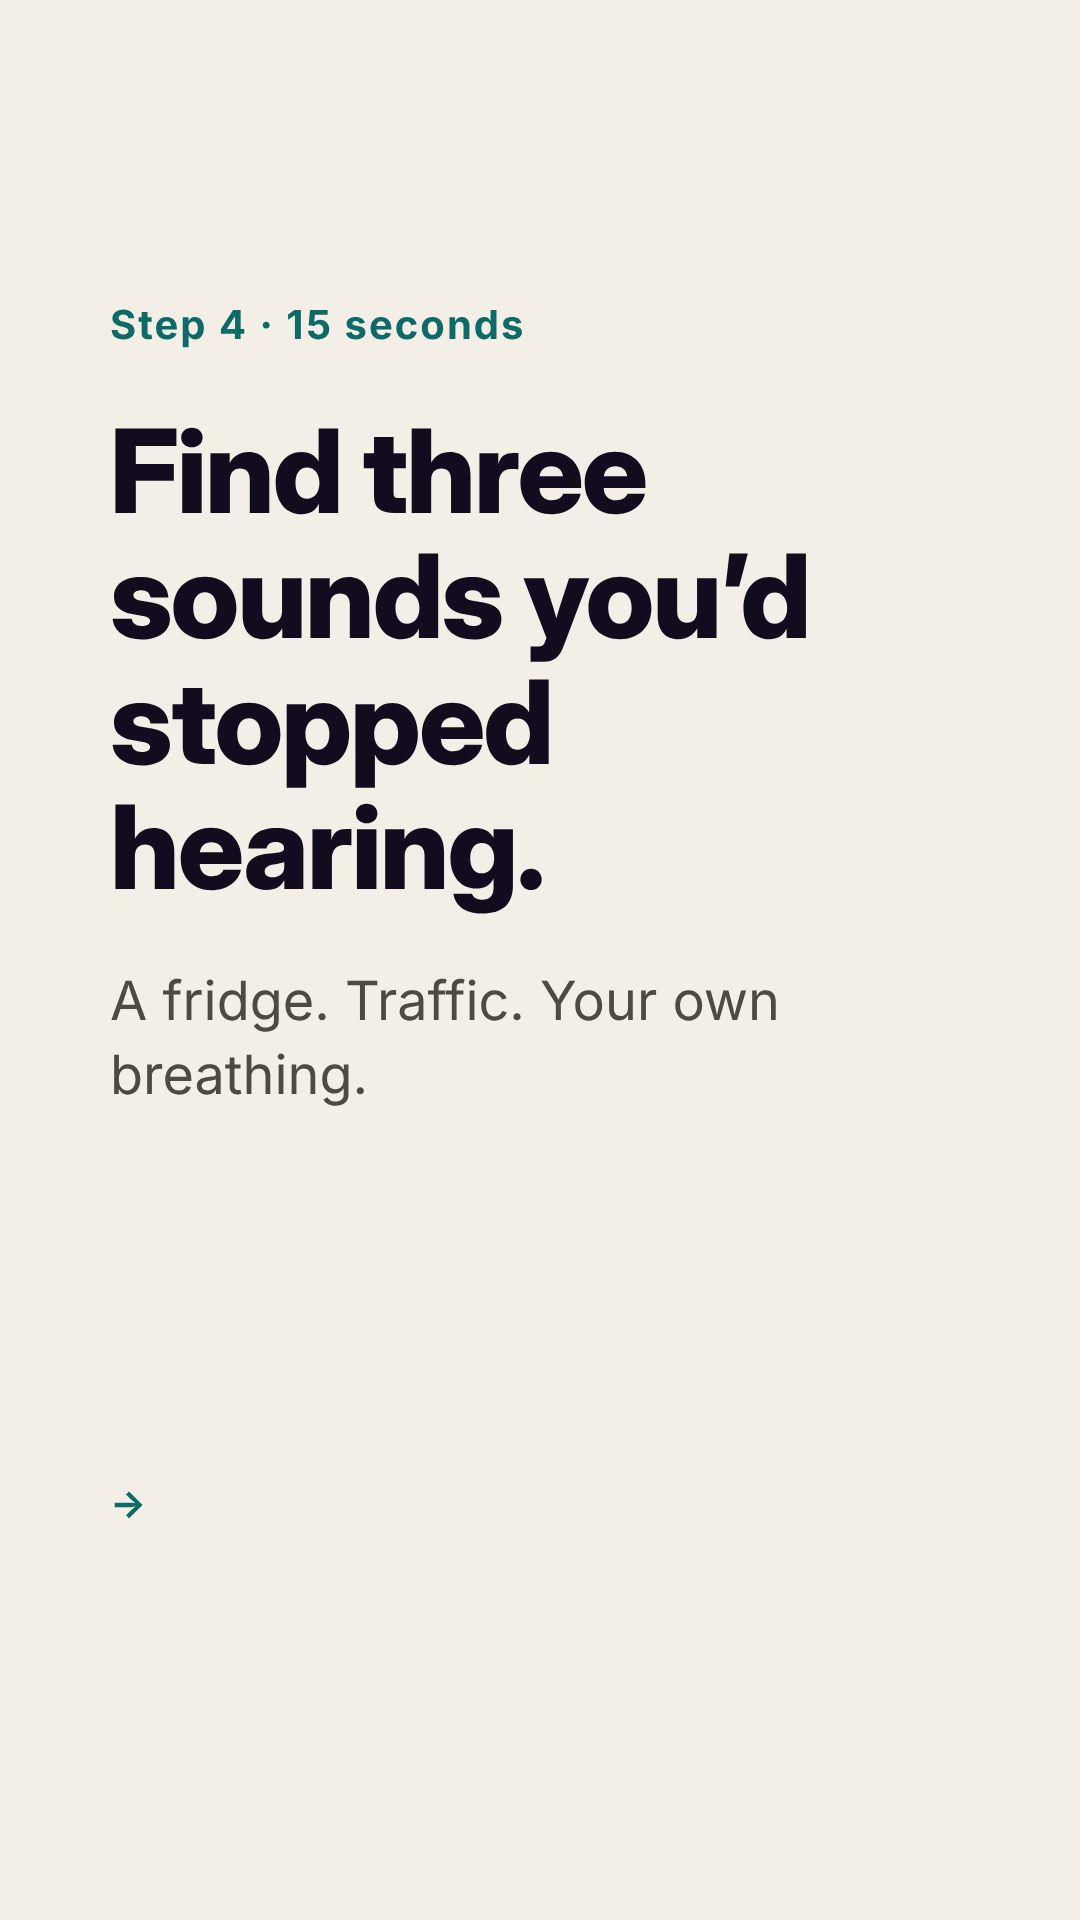 Step 4 · 15 seconds
Find three
sounds you’d
stopped
hearing.
A fridge. Traffic. Your own
breathing.
→